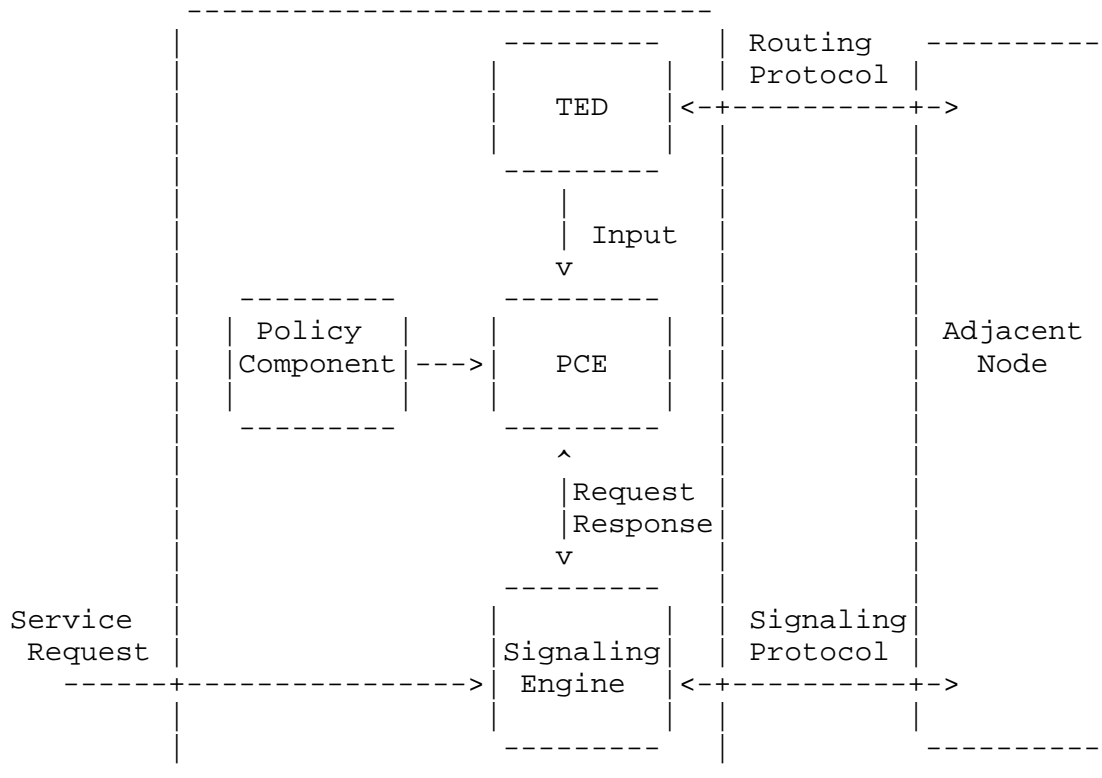 Routing
Protocol
TED
Input
Policy
Component
PCE
Adjacent
Node
Request
Response
Service
Request
Signaling
Engine
Signaling
Protocol